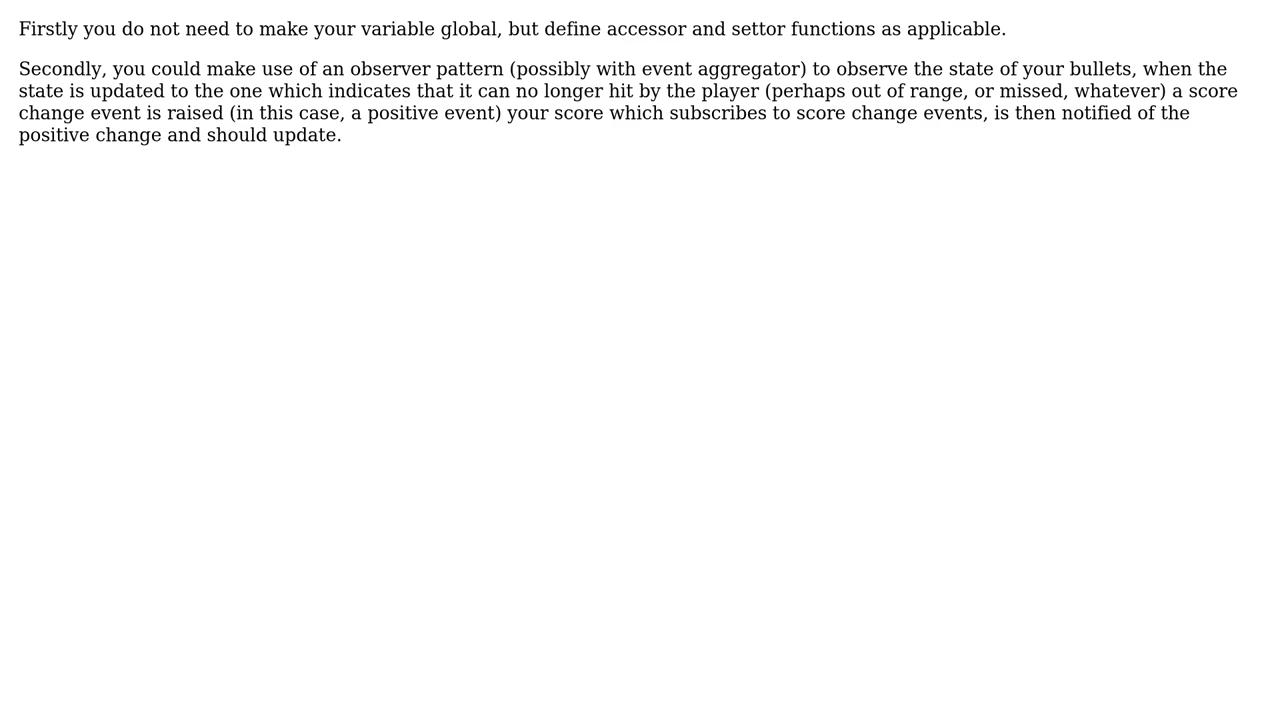 Firstly you do not need to make your variable global, but define accessor and settor functions as applicable.
Secondly, you could make use of an observer pattern (possibly with event aggregator) to observe the state of your bullets, when the
state is updated to the one which indicates that it can no longer hit by the player (perhaps out of range, or missed, whatever) a score
change event is raised (in this case, a positive event) your score which subscribes to score change events, is then notified of the
positive change and should update.